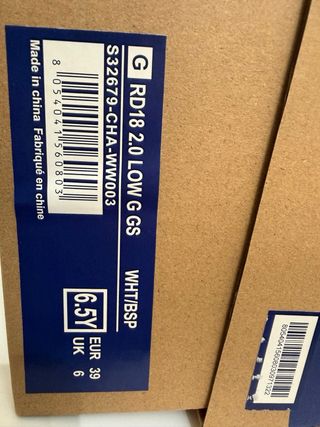 G RD18 2.0 LOW G GS
S32679-CHA-WW003
8 054041 560803
Made in china Fabriqué en chine
WHT/BSP
6.5Y
EUR 39
UK 6
80540415608030971322